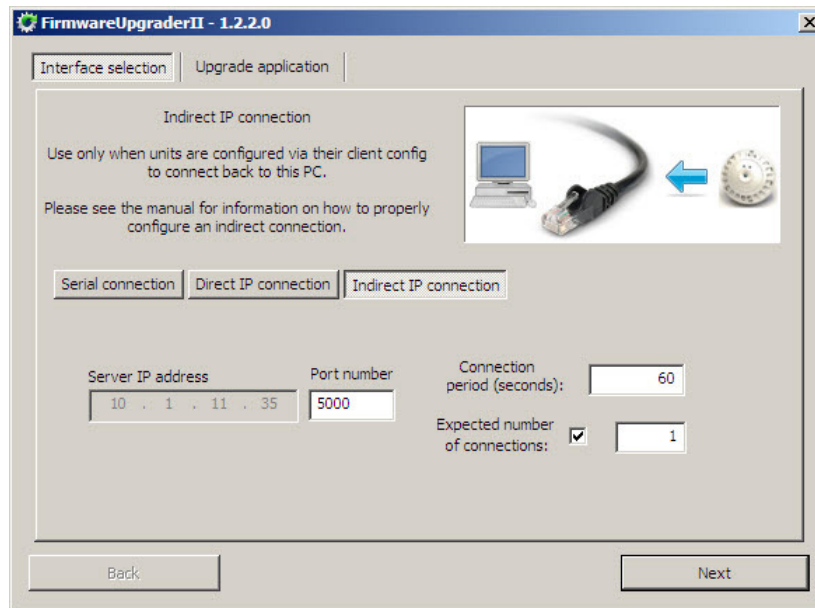 FirmwareUpgraderII - 1.2.2.0
Interface selection
Upgrade application
Indirect IP connection
Use only when units are configured via their client config
to connect back to this PC.
Please see the manual for information on how to properly
configure an indirect connection.
Serial connection
Direct IP connection
Indirect IP connection
Server IP address
10 . 1 . 11 . 35
Port number
5000
Connection
period (seconds):
60
Expected number
of connections:
1
Back
Next